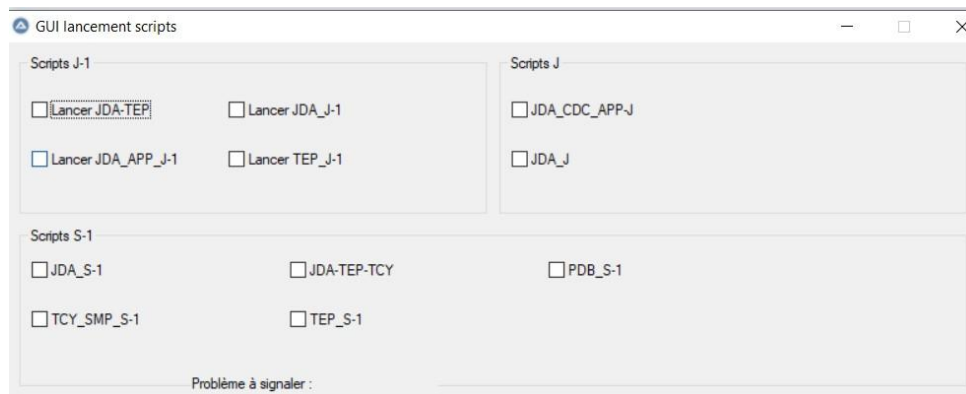 GUI lancement scripts
Scripts J-1
Lancer JDA-TEP
Lancer JDA_J-1
Lancer JDA_APP_J-1
Lancer TEP_J-1
Scripts J
JDA_CDC_APP-J
JDA_J
Scripts S-1
JDA_S-1
JDA-TEP-TCY
PDB_S-1
TCY_SMP_S-1
TEP_S-1
Problème à signaler :